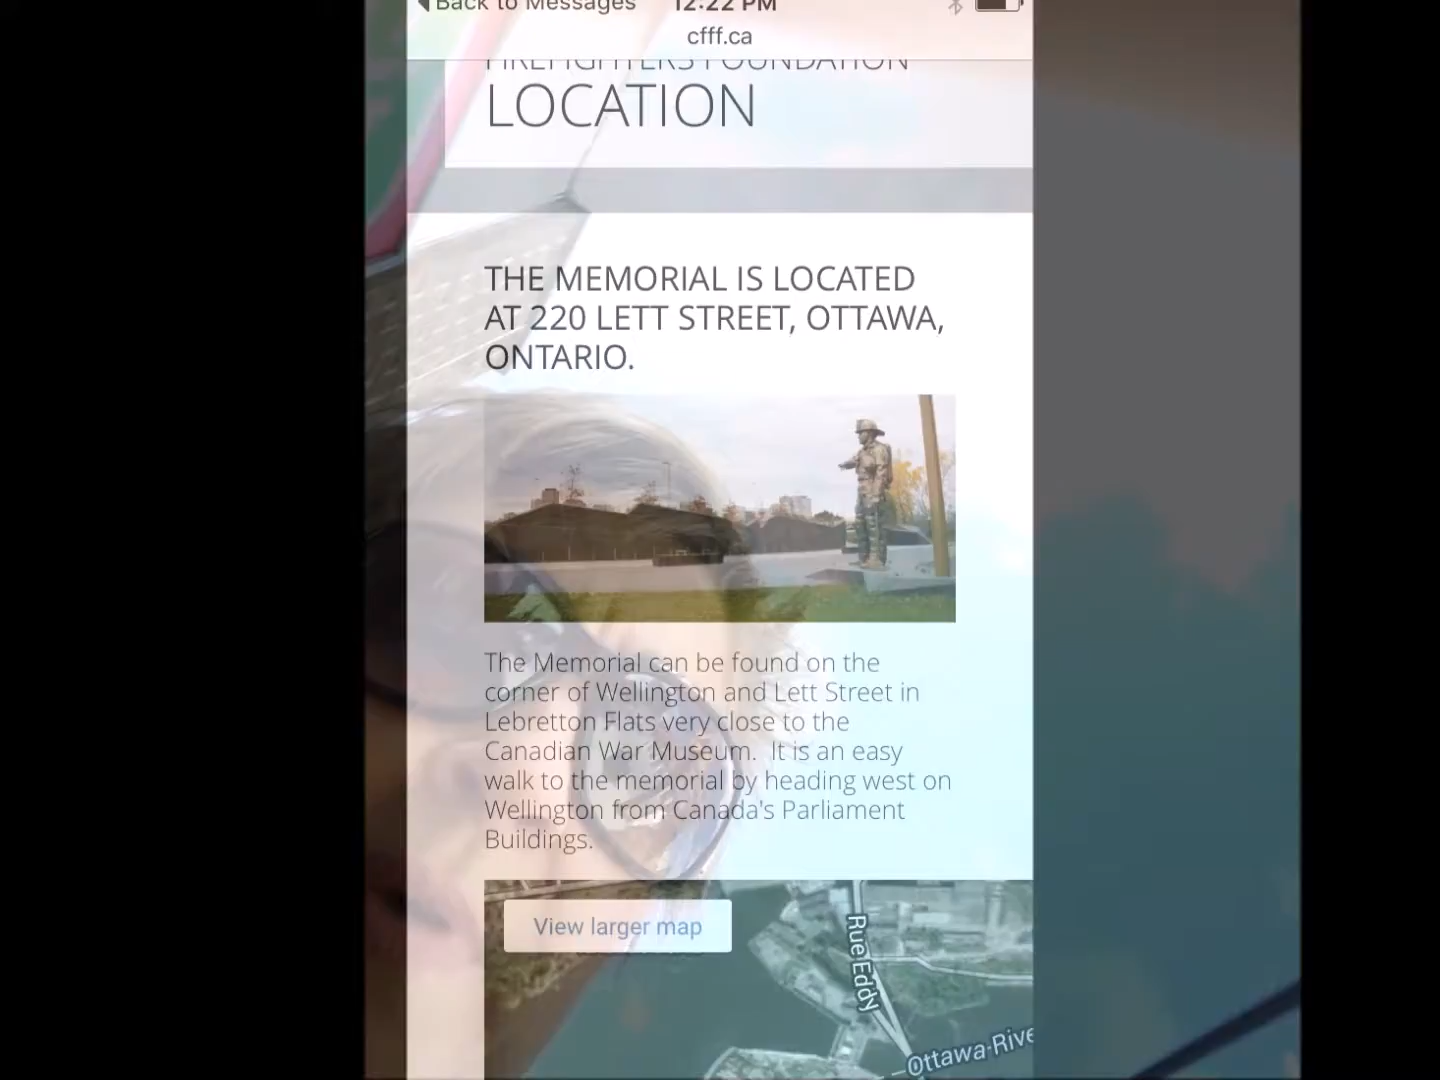 Back to Messages 12:22 PM
cfff.ca
FIREFIGHTERS FOUNDATION
LOCATION
THE MEMORIAL IS LOCATED
AT 220 LETT STREET, OTTAWA,
ONTARIO.
The Memorial can be found on the
corner of Wellington and Lett Street in
Lebretton Flats very close to the
Canadian War Museum. It is an easy
walk to the memorial by heading west on
Wellington from Canada's Parliament
Buildings.
View larger map
Rue Eddy
Ottawa Rive